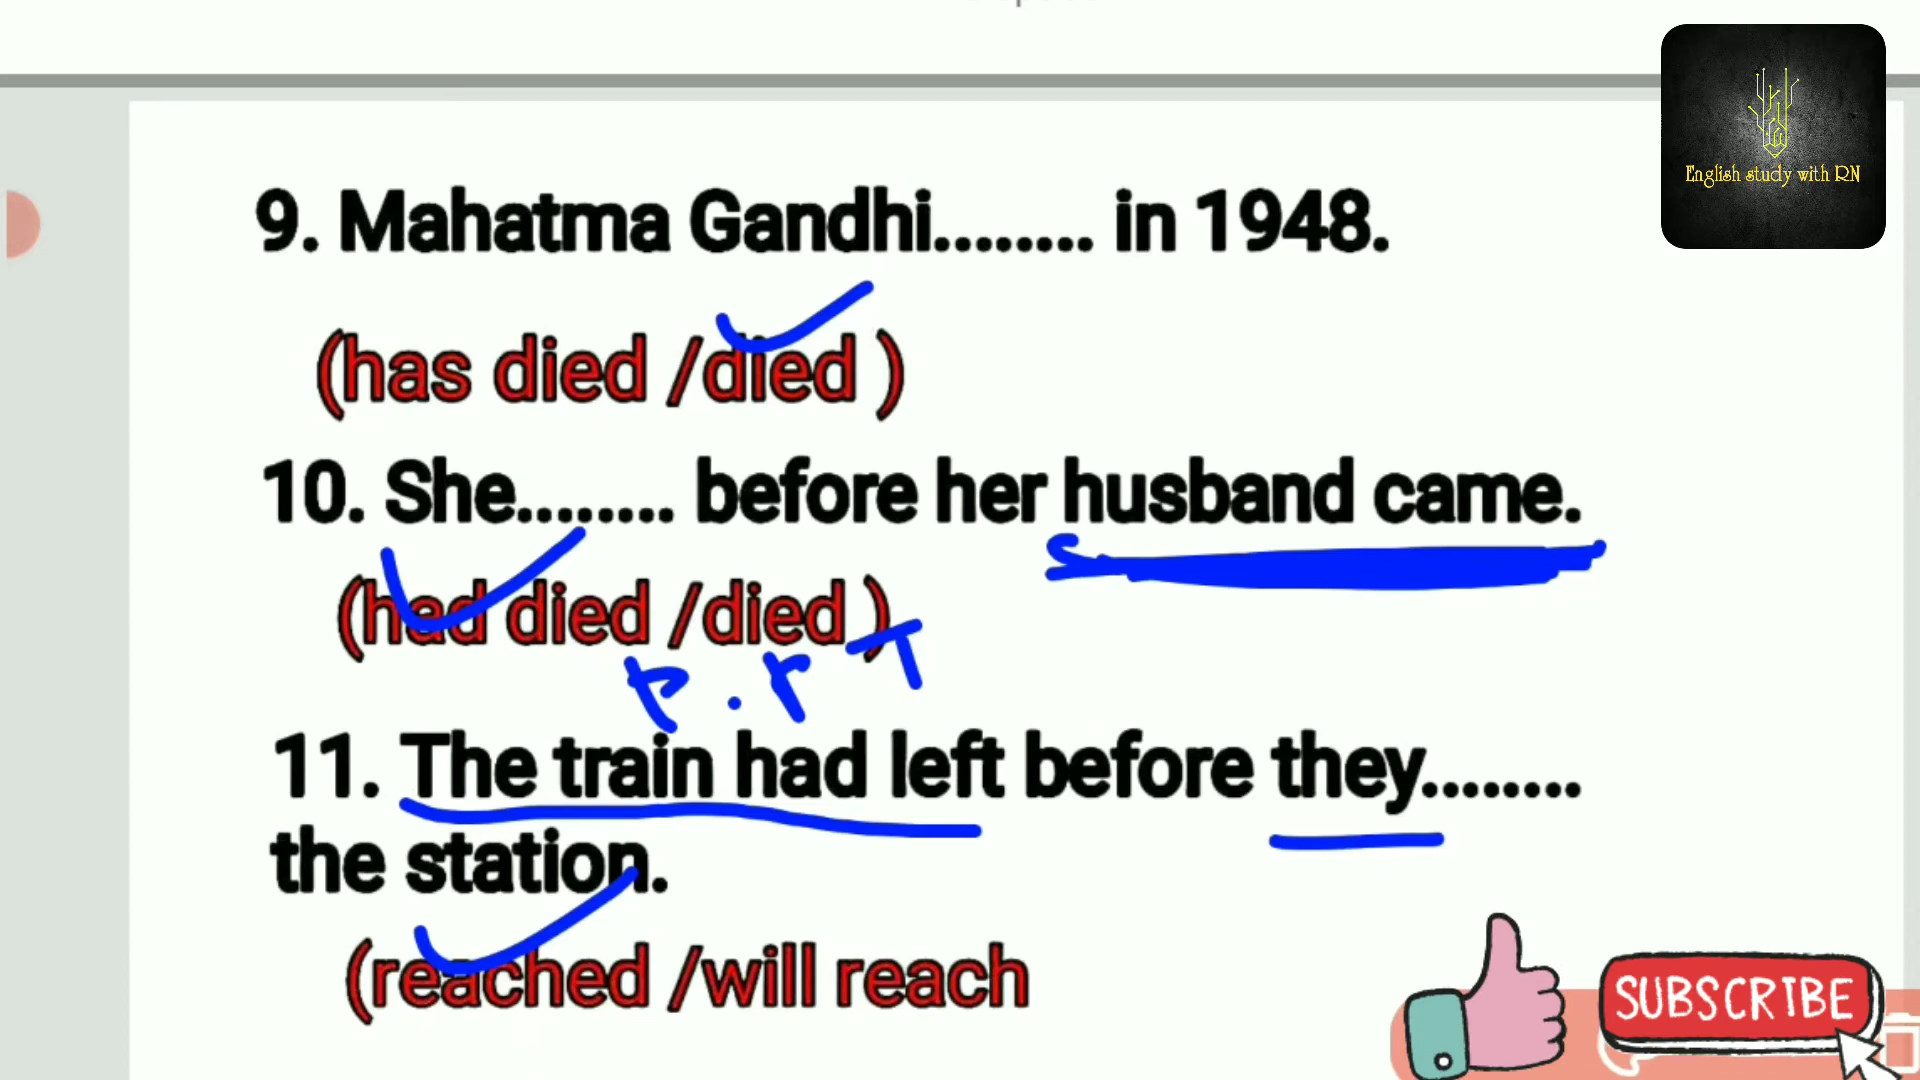 English study with RN
9. Mahatma Gandhi........ in 1948.
(has died /died )
10. She........ before her husband came.
(had died /died )
P.PT
11. The train had left before they........
the station.
(reached /will reach
SUBSCRIBE